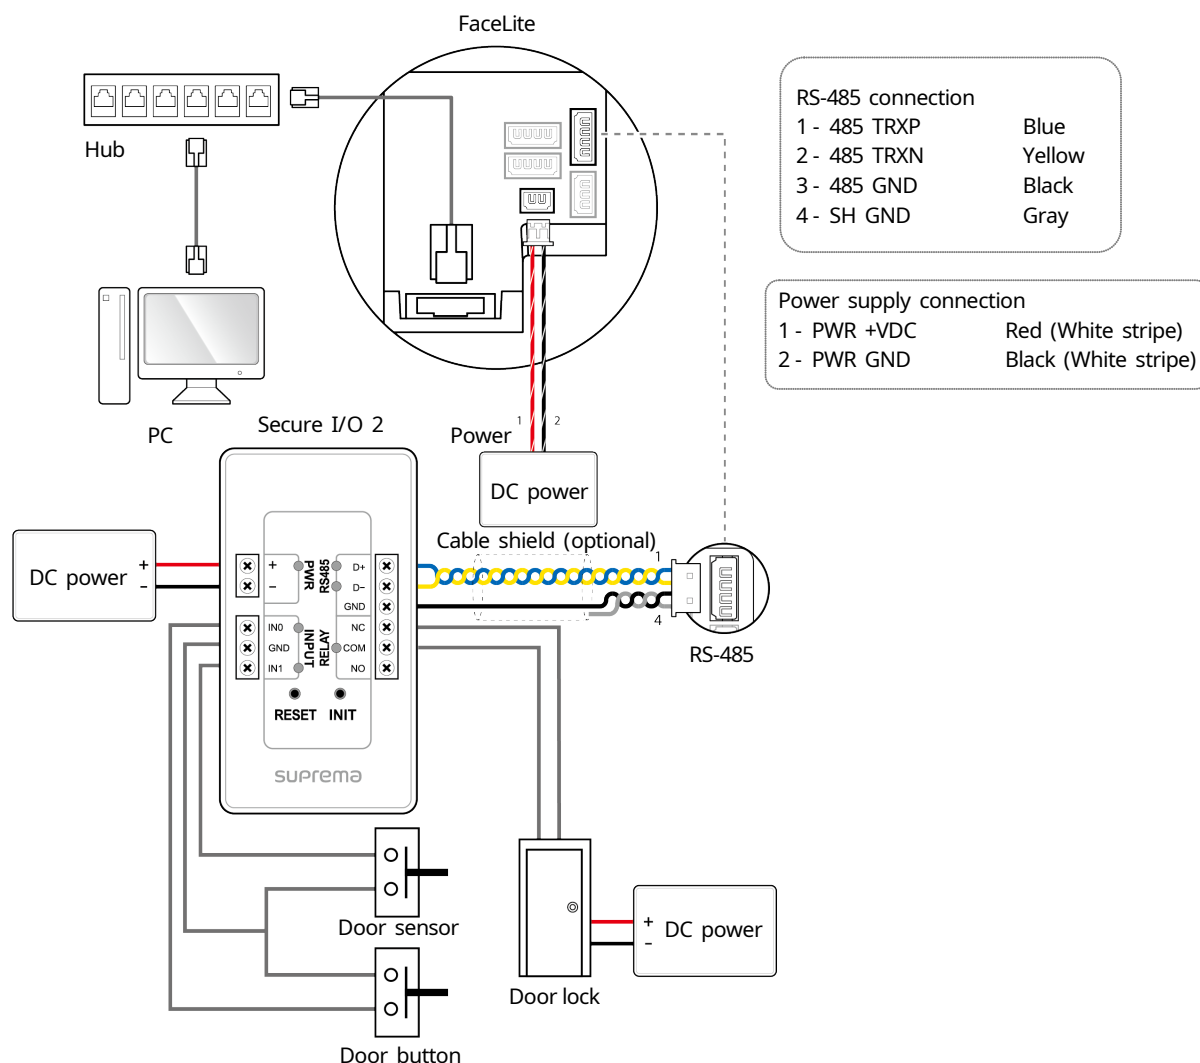 FaceLite
Hub
PC
RS-485 connection
1 - 485 TRXP Blue
2 - 485 TRXN Yellow
3 - 485 GND Black
4 - SH GND Gray
Power supply connection
1 - PWR +VDC Red (White stripe)
2 - PWR GND Black (White stripe)
Secure I/O 2
Power
1 2
DC power
Cable shield (optional)
1
4
RS-485
DC power
+
-
+
-
PWR
RS485
D+
D-
GND
IN0
GND
IN1
INPUT
RELAY
NC
COM
NO
RESET INIT
suprema
Door sensor
Door button
Door lock
+
-
DC power